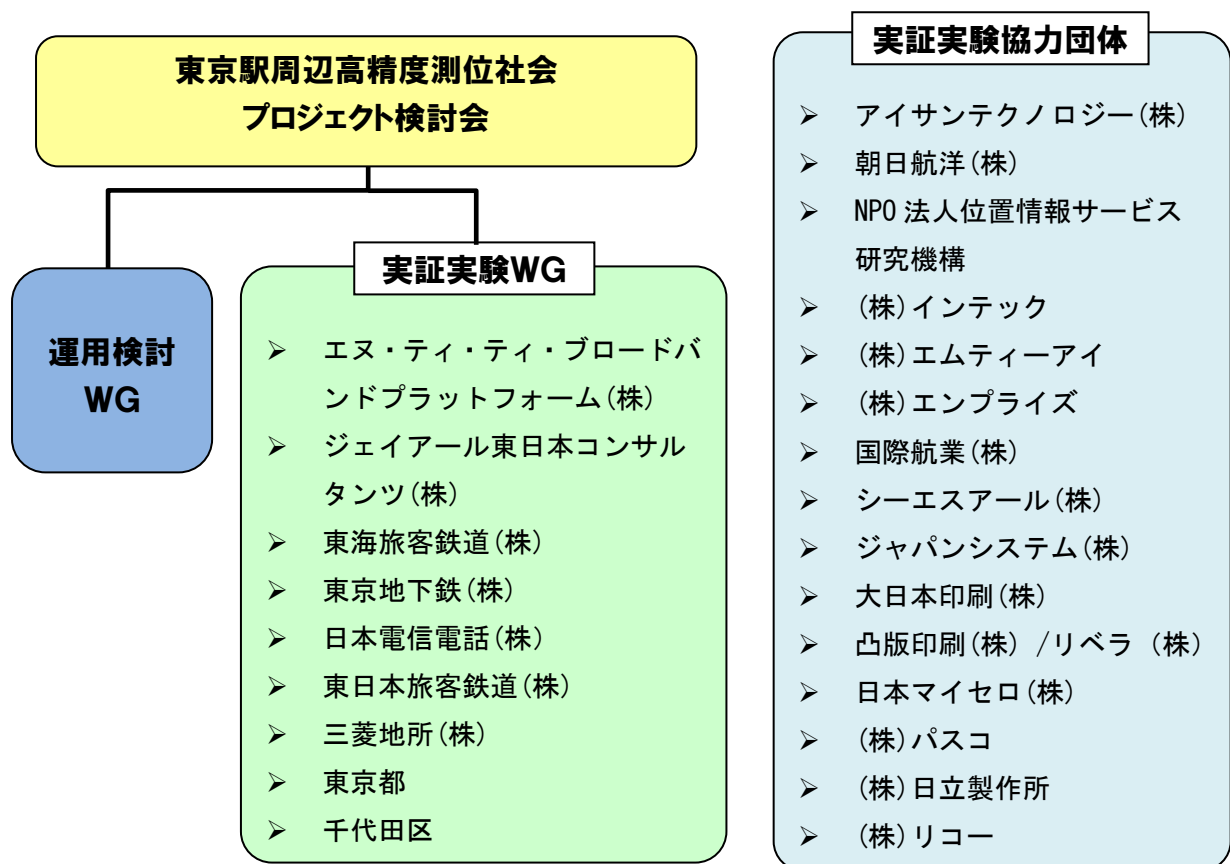 東京駅周辺高精度測位社会
プロジェクト検討会
運用検討
WG
実証実験WG
➢ エヌ・ティ・ティ・ブロードバ
ンドプラットフォーム(株)
➢ ジェイアール東日本コンサル
タンツ(株)
➢ 東海旅客鉄道(株)
➢ 東京地下鉄(株)
➢ 日本電信電話(株)
➢ 東日本旅客鉄道(株)
➢ 三菱地所(株)
➢ 東京都
➢ 千代田区
実証実験協力団体
➢ アイサンテクノロジー(株)
➢ 朝日航洋(株)
➢ NPO 法人位置情報サービス
研究機構
➢ (株)インテック
➢ (株)エムティーアイ
➢ (株)エンプライズ
➢ 国際航業(株)
➢ シーエスアール(株)
➢ ジャパンシステム(株)
➢ 大日本印刷(株)
➢ 凸版印刷(株) /リベラ (株)
➢ 日本マイセロ(株)
➢ (株)パスコ
➢ (株)日立製作所
➢ (株)リコー